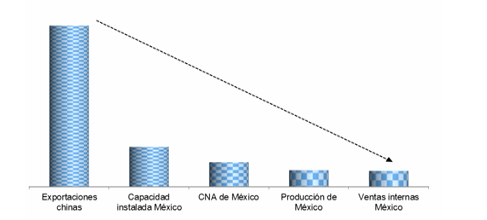 Exportaciones
chinas
Capacidad
instalada México
CNA de México
Producción de
México
Ventas internas
México